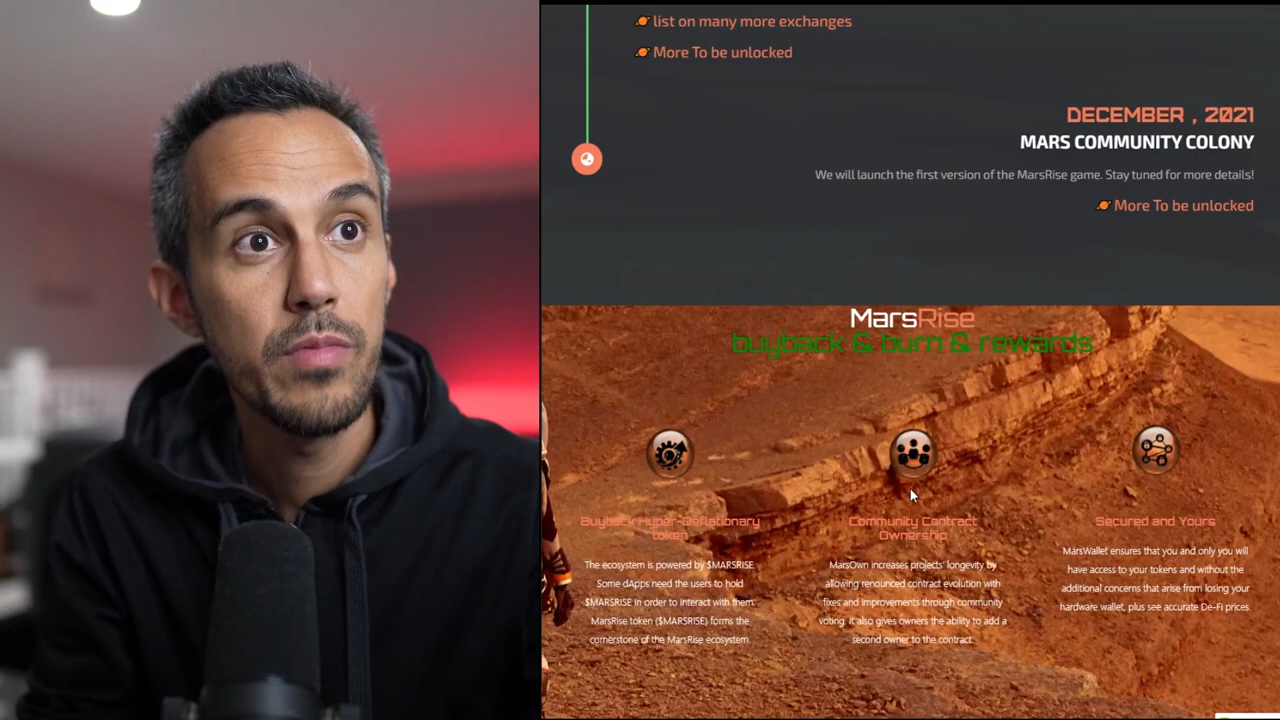 list on many more exchanges
More To be unlocked
DECEMBER , 2021
MARS COMMUNITY COLONY
We will launch the first version of the MarsRise game. Stay tuned for more details!
More To be unlocked
MarsRise
buyback & burn & rewards
Buyback Hyper-Deflationary
token
The ecosystem is powered by $MARSRISE.
Some dApps need the users to hold
$MARSRISE in order to interact with them.
MarsRise token ($MARSRISE) forms the
cornerstone of the MarsRise ecosystem.
Community Contract
Ownership
MarsOwn increases projects' longevity by
allowing renounced contract evolution with
fixes and improvements through community
voting. It also gives owners the ability to add a
second owner to the contract.
Secured and Yours
MarsWallet ensures that you and only you will
have access to your tokens and without the
additional concerns that arise from losing your
hardware wallet, plus see accurate De-Fi prices.